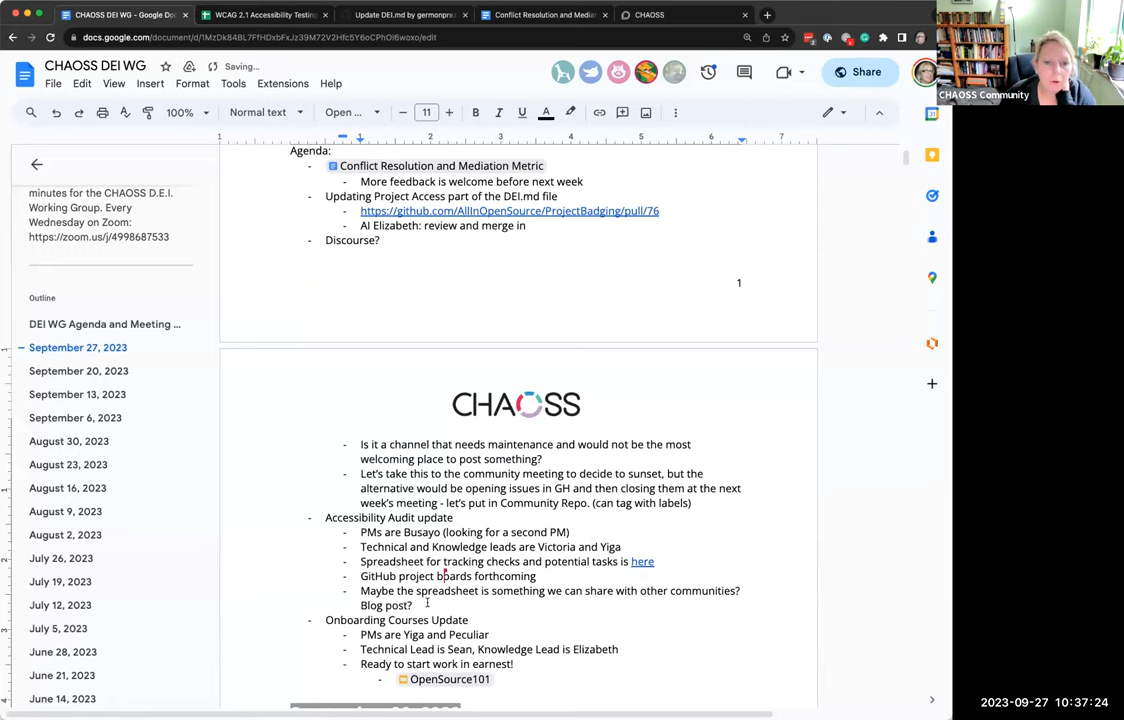 CHAOSS DEI WG - Google Doc
WCAG 2.1 Accessibility Testing
Update DEI.md by germonprez
Conflict Resolution and Mediat
CHAOSS
docs.google.com/document/d/1MzDk84BL7FfHDxbFxJz39M72V2Hfc5Y6oCPhOl6woxo/edit
CHAOSS Community
CHAOSS DEI WG
Saving...
File Edit View Insert Format Tools Extensions Help
Share
100% Normal text Open ... 11 B I U A
1 1 2 3 4 5 6 7
minutes for the CHAOSS D.E.I.
Working Group. Every
Wednesday on Zoom:
https://zoom.us/j/4998687533
Outline
DEI WG Agenda and Meeting ...
September 27, 2023
September 20, 2023
September 13, 2023
September 6, 2023
August 30, 2023
August 23, 2023
August 16, 2023
August 9, 2023
August 2, 2023
July 26, 2023
July 19, 2023
July 12, 2023
July 5, 2023
June 28, 2023
June 21, 2023
June 14, 2023
Agenda:
- Conflict Resolution and Mediation Metric
- More feedback is welcome before next week
- Updating Project Access part of the DEI.md file
- https://github.com/AllInOpenSource/ProjectBadging/pull/76
- AI Elizabeth: review and merge in
- Discourse?
1
CHAOSS
- Is it a channel that needs maintenance and would not be the most
welcoming place to post something?
- Let's take this to the community meeting to decide to sunset, but the
alternative would be opening issues in GH and then closing them at the next
week's meeting - let's put in Community Repo. (can tag with labels)
- Accessibility Audit update
- PMs are Busayo (looking for a second PM)
- Technical and Knowledge leads are Victoria and Yiga
- Spreadsheet for tracking checks and potential tasks is here
- GitHub project boards forthcoming
- Maybe the spreadsheet is something we can share with other communities?
Blog post?
- Onboarding Courses Update
- PMs are Yiga and Peculiar
- Technical Lead is Sean, Knowledge Lead is Elizabeth
- Ready to start work in earnest!
- OpenSource101
2023-09-27 10:37:24